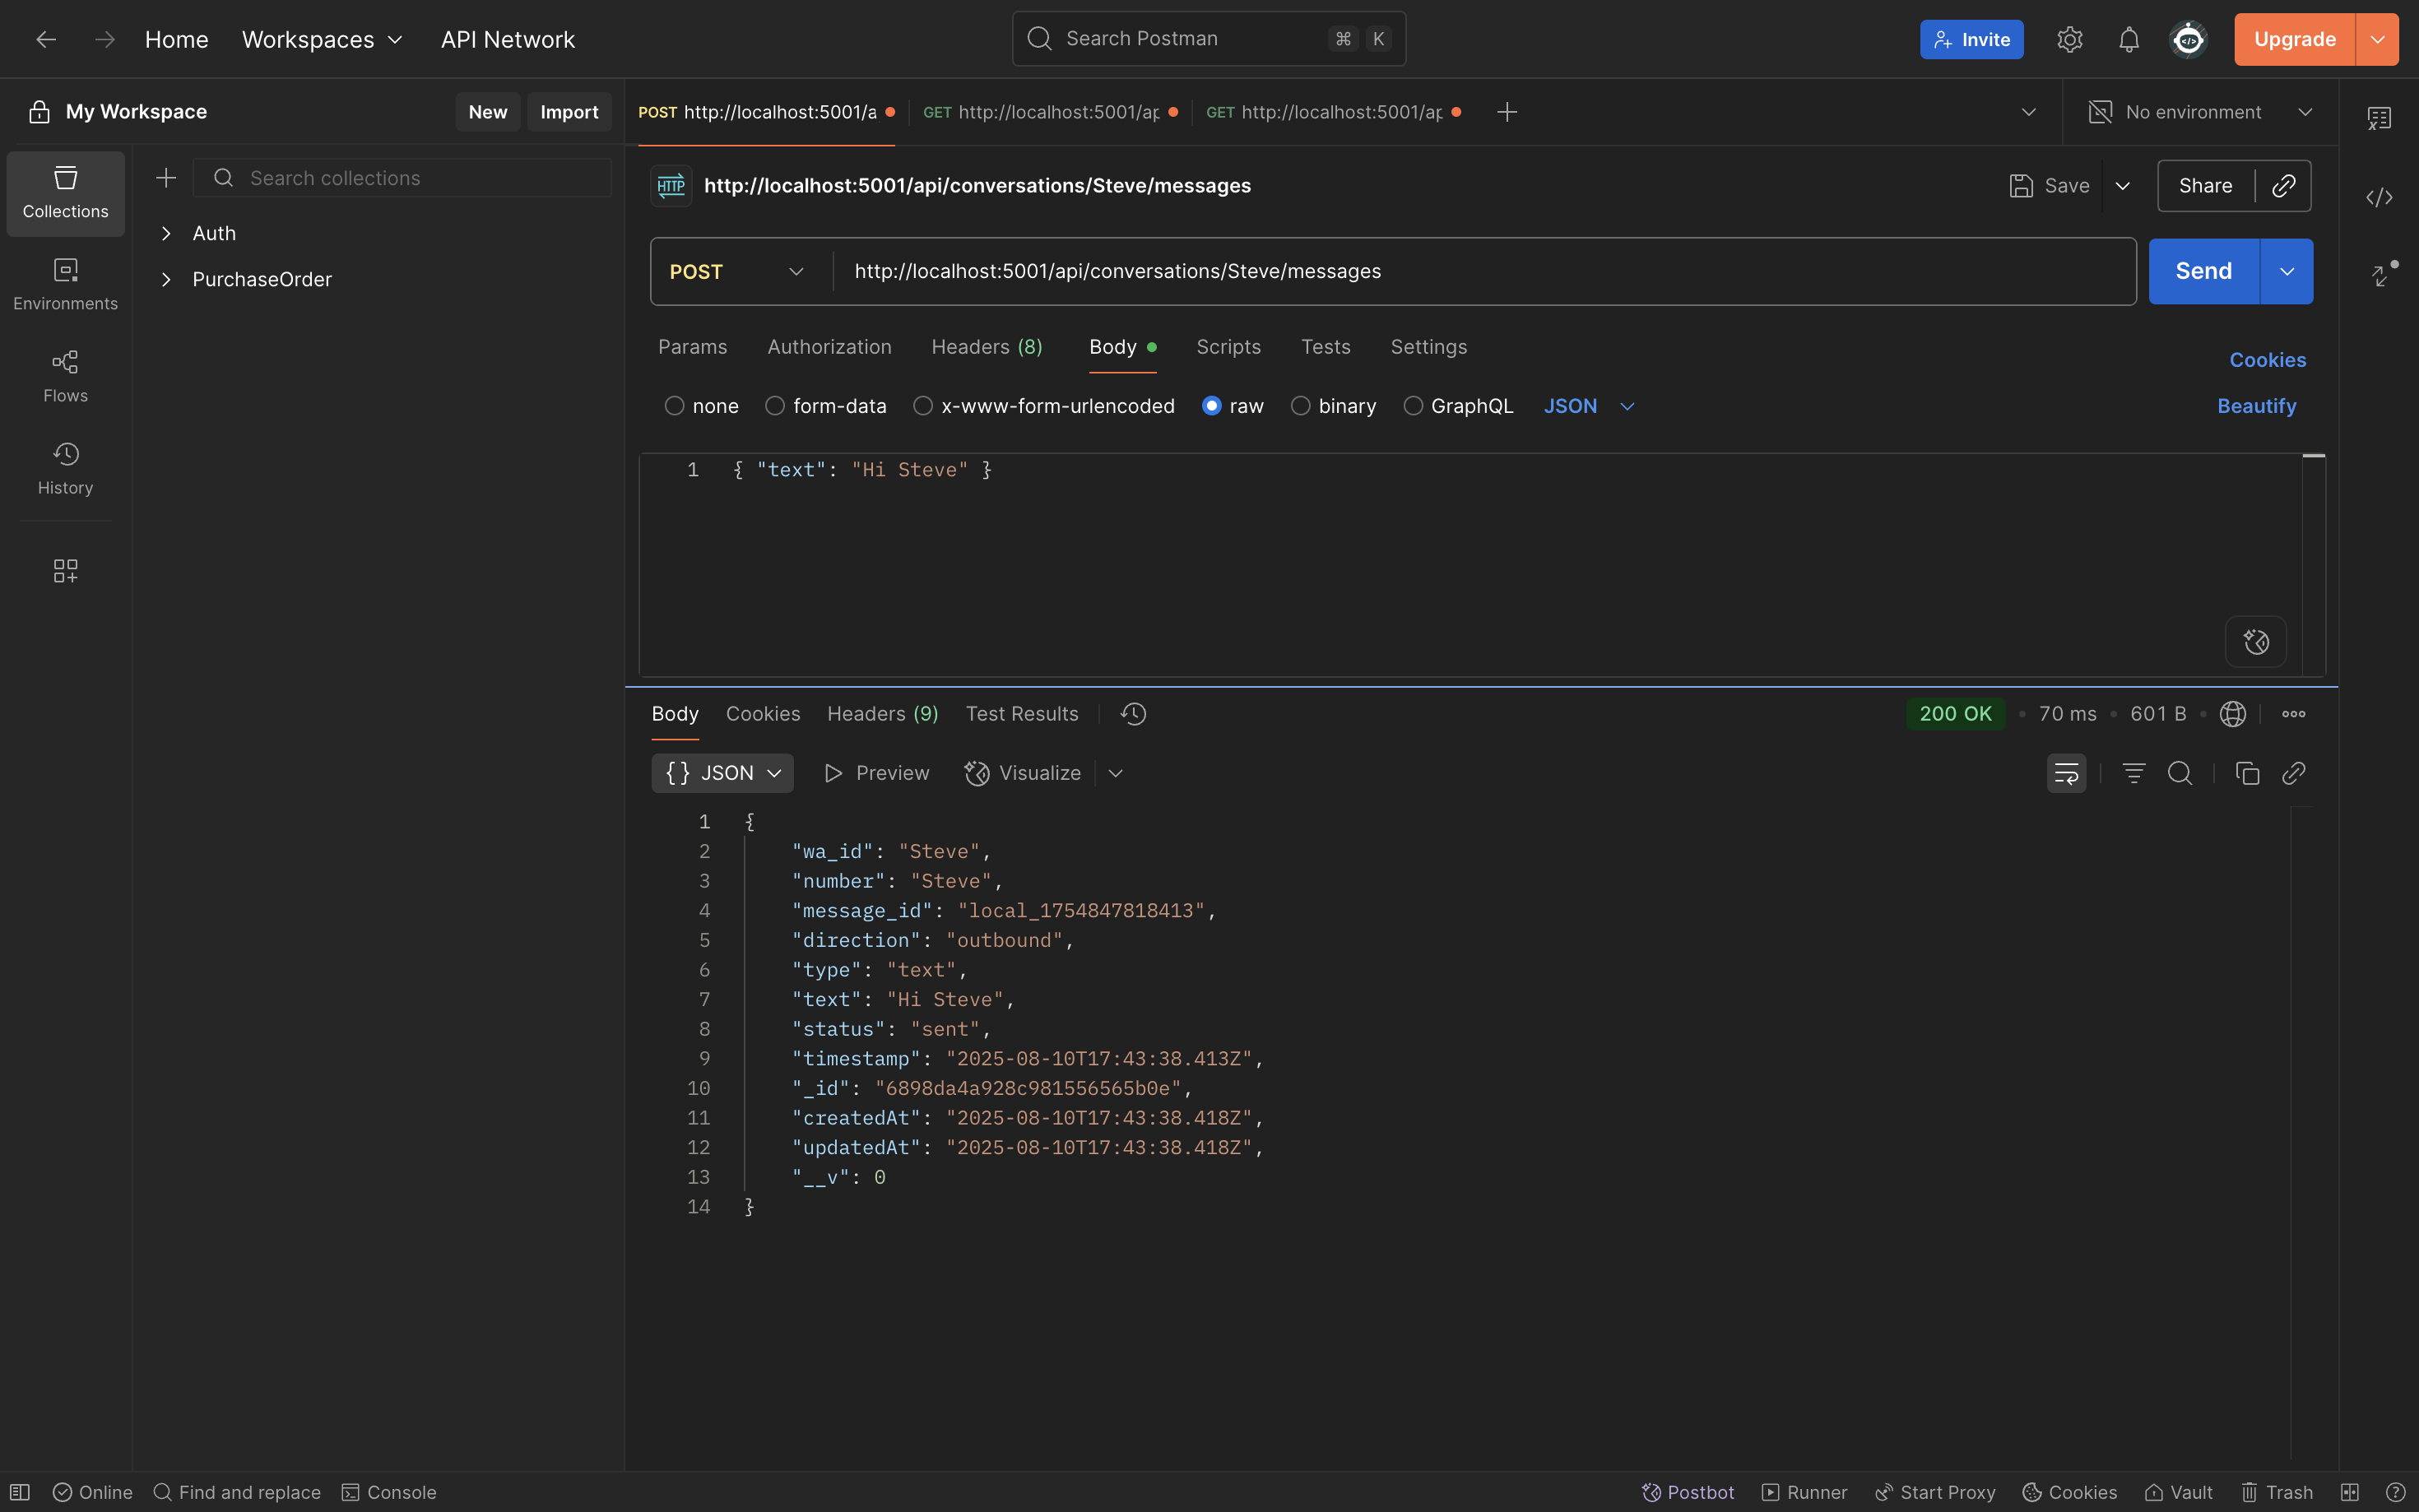 Home Workspaces API Network Search Postman ⌘ K Invite Upgrade
My Workspace New Import POST http://localhost:5001/a GET http://localhost:5001/ap GET http://localhost:5001/ap No environment
Collections
Environments
Flows
History
Search collections
Auth
PurchaseOrder
HTTP http://localhost:5001/api/conversations/Steve/messages Save Share
POST http://localhost:5001/api/conversations/Steve/messages Send
Params Authorization Headers (8) Body Scripts Tests Settings Cookies
none form-data x-www-form-urlencoded raw binary GraphQL JSON Beautify
1 { "text": "Hi Steve" }
Body Cookies Headers (9) Test Results 200 OK • 70 ms • 601 B •
{} JSON Preview Visualize
1 {
2 "wa_id": "Steve",
3 "number": "Steve",
4 "message_id": "local_1754847818413",
5 "direction": "outbound",
6 "type": "text",
7 "text": "Hi Steve",
8 "status": "sent",
9 "timestamp": "2025-08-10T17:43:38.413Z",
10 "_id": "6898da4a928c981556565b0e",
11 "createdAt": "2025-08-10T17:43:38.418Z",
12 "updatedAt": "2025-08-10T17:43:38.418Z",
13 "__v": 0
14 }
Online Find and replace Console Postbot Runner Start Proxy Cookies Vault Trash